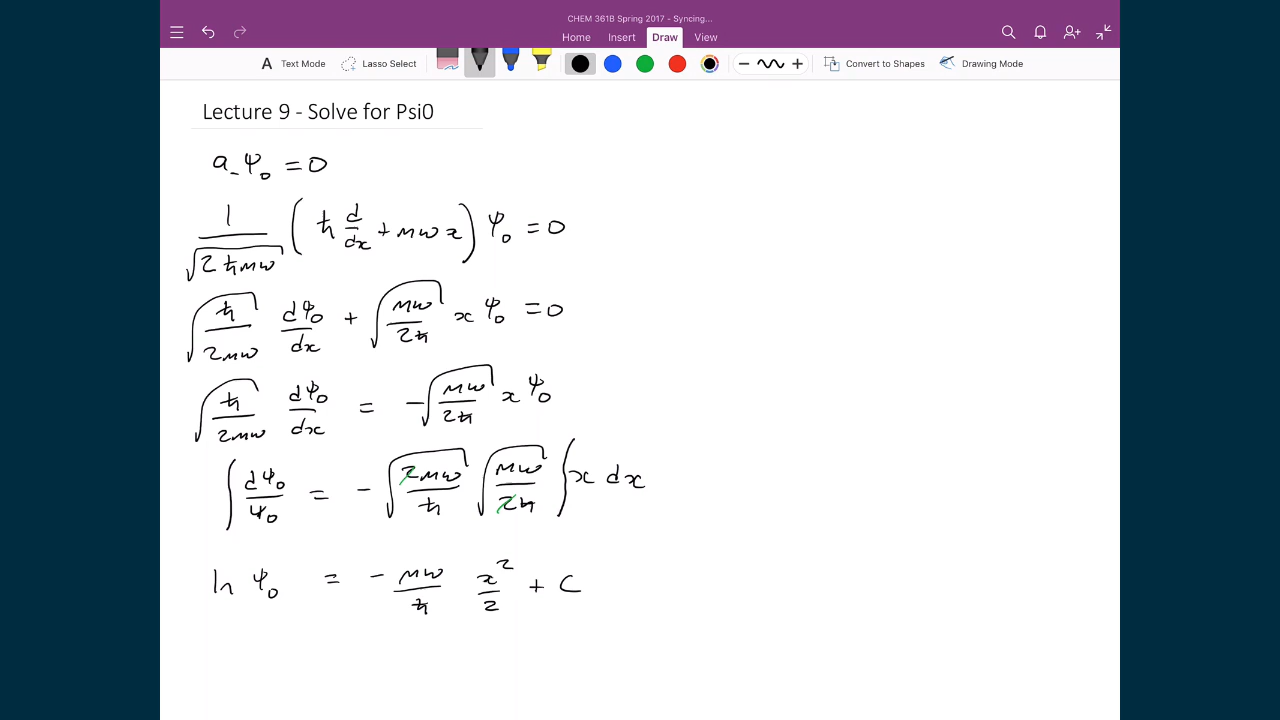 CHEM 361B Spring 2017 - Syncing...
Home Insert Draw View
Text Mode Lasso Select Convert to Shapes Drawing Mode
Lecture 9 - Solve for Psi0
a₋ψ₀ = 0
1/√(2ħmω) (ħ d/dx + mωx) ψ₀ = 0
√(ħ/2mω) dψ₀/dx + √(mω/2ħ) x ψ₀ = 0
√(ħ/2mω) dψ₀/dx = -√(mω/2ħ) x ψ₀
∫ dψ₀/ψ₀ = -√(2mω/ħ) √(mω/2ħ) ∫ x dx
ln ψ₀ = - mω/ħ x²/2 + C